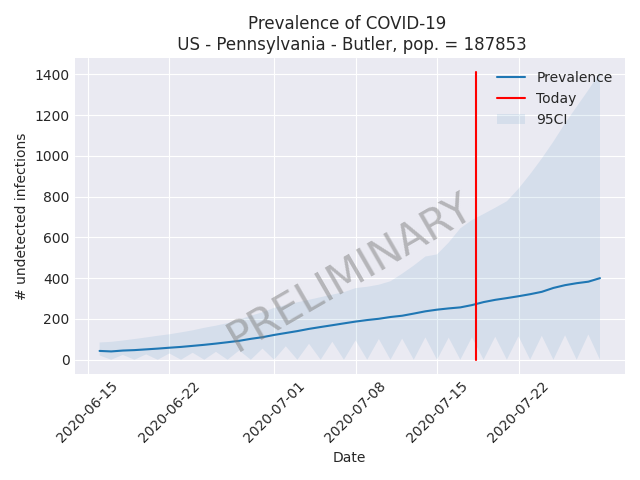 Prevalence of COVID-19
US - Pennsylvania - Butler, pop. = 187853
1400
1200
1000
800
600
400
200
0
# undetected infections
Prevalence
Today
95CI
PRELIMINARY
2020-06-15
2020-06-22
2020-07-01
2020-07-08
2020-07-15
2020-07-22
Date